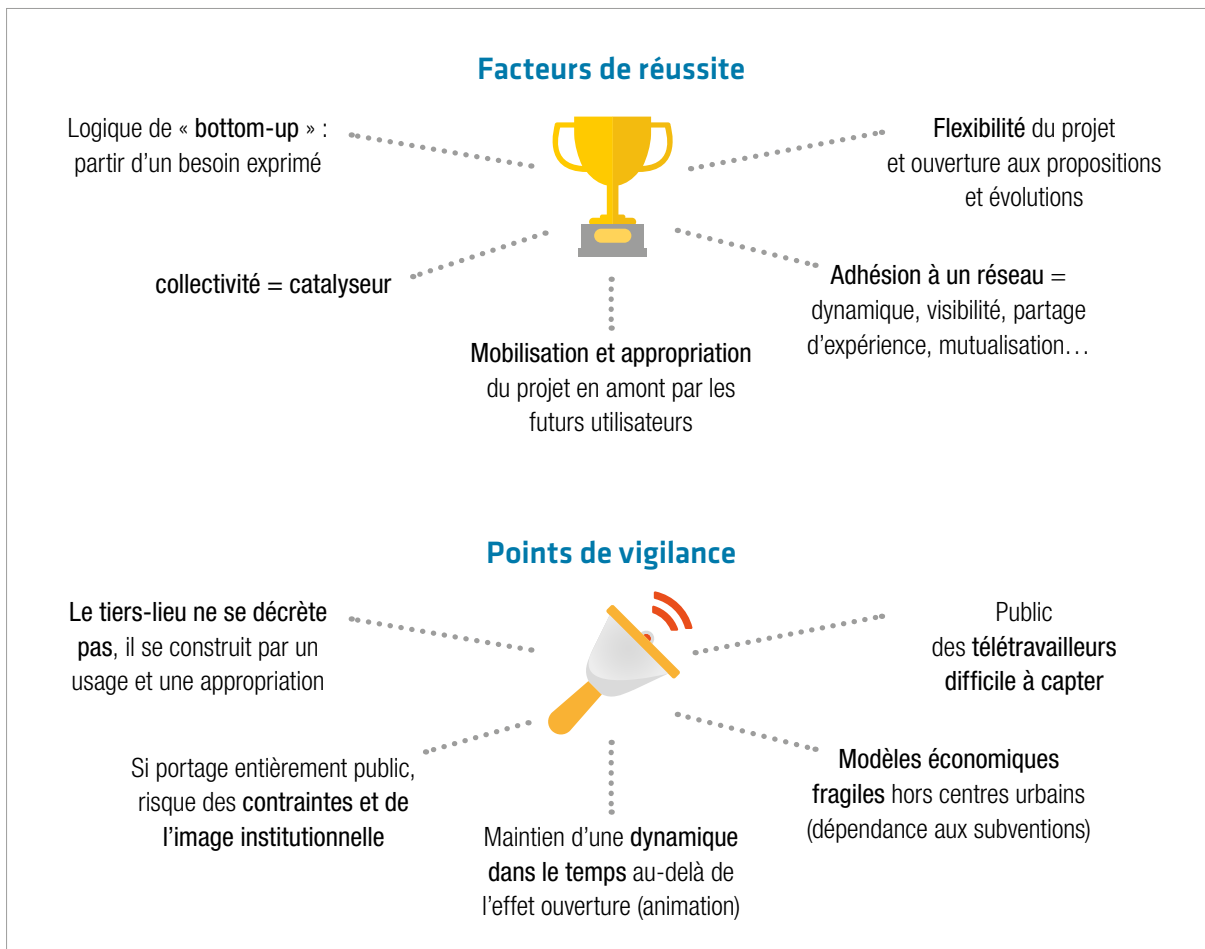 Facteurs de réussite
Logique de « bottom-up » :
partir d’un besoin exprimé
Flexibilité du projet
et ouverture aux propositions
et évolutions
collectivité = catalyseur
Adhésion à un réseau =
dynamique, visibilité, partage
d’expérience, mutualisation…
Mobilisation et appropriation
du projet en amont par les
futurs utilisateurs
Points de vigilance
Le tiers-lieu ne se décrète
pas, il se construit par un
usage et une appropriation
Public
des télétravailleurs
difficile à capter
Si portage entièrement public,
risque des contraintes et de
l’image institutionnelle
Modèles économiques
fragiles hors centres urbains
(dépendance aux subventions)
Maintien d’une dynamique
dans le temps au-delà de
l’effet ouverture (animation)